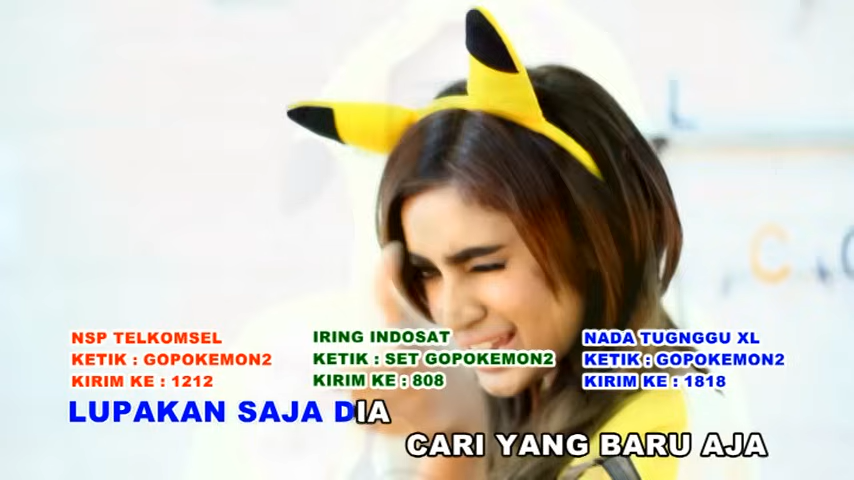 NSP TELKOMSEL
KETIK : GOPOKEMON2
KIRIM KE : 1212
IRING INDOSAT
KETIK : SET GOPOKEMON2
KIRIM KE : 808
NADA TUGNGGU XL
KETIK : GOPOKEMON2
KIRIM KE : 1818
LUPAKAN SAJA DIA
CARI YANG BARU AJA